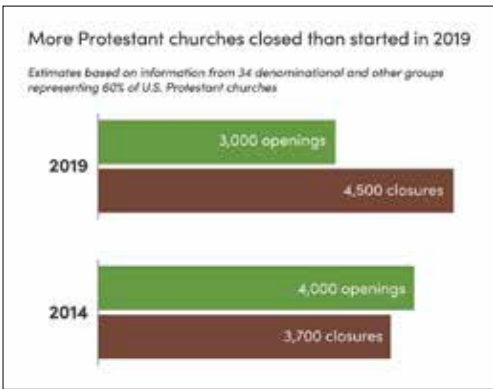 More Protestant churches closed than started in 2019
Estimates based on information from 34 denominational and other groups
representing 60% of U.S. Protestant churches
3,000 openings
2019
4,500 closures
4,000 openings
2014
3,700 closures